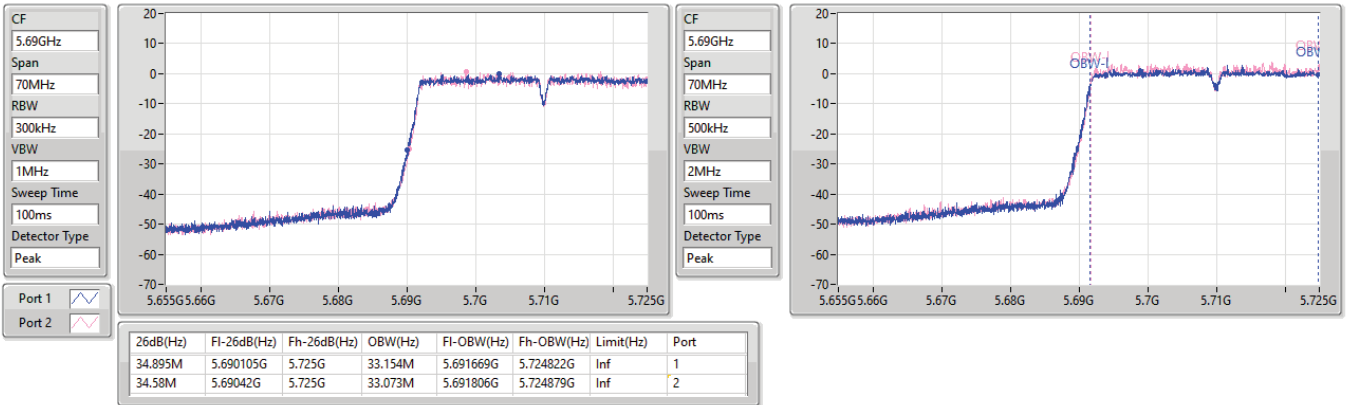 CF
5.69GHz
Span
70MHz
RBW
300kHz
VBW
1MHz
Sweep Time
100ms
Detector Type
Peak
Port 1
Port 2
20
10
0
-10
-20
-30
-40
-50
-60
-70
5.655G 5.66G 5.67G 5.68G 5.69G 5.7G 5.71G 5.725G
CF
5.69GHz
Span
70MHz
RBW
500kHz
VBW
2MHz
Sweep Time
100ms
Detector Type
Peak
20
10
0
-10
-20
-30
-40
-50
-60
-70
OBW-l
OBW-l
5.655G 5.66G 5.67G 5.68G 5.69G 5.7G 5.71G 5.725G
26dB(Hz) Fl-26dB(Hz) Fh-26dB(Hz) OBW(Hz) Fl-OBW(Hz) Fh-OBW(Hz) Limit(Hz) Port
34.895M 5.690105G 5.725G 33.154M 5.691669G 5.724822G Inf 1
34.58M 5.69042G 5.725G 33.073M 5.691806G 5.724879G Inf 2